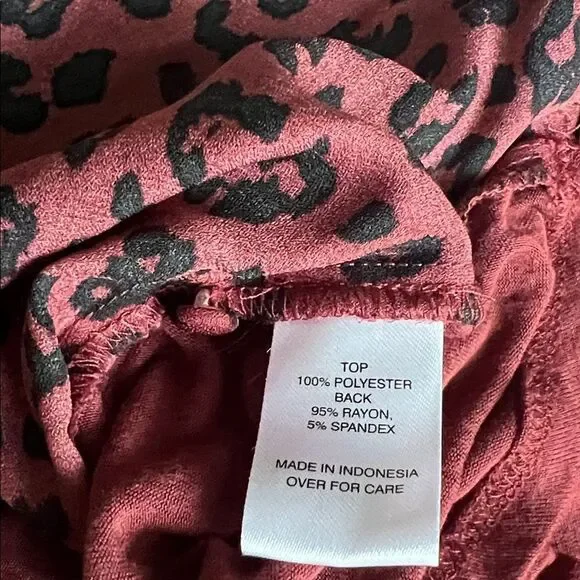 TOP
100% POLYESTER
BACK
95% RAYON,
5% SPANDEX
MADE IN INDONESIA
OVER FOR CARE